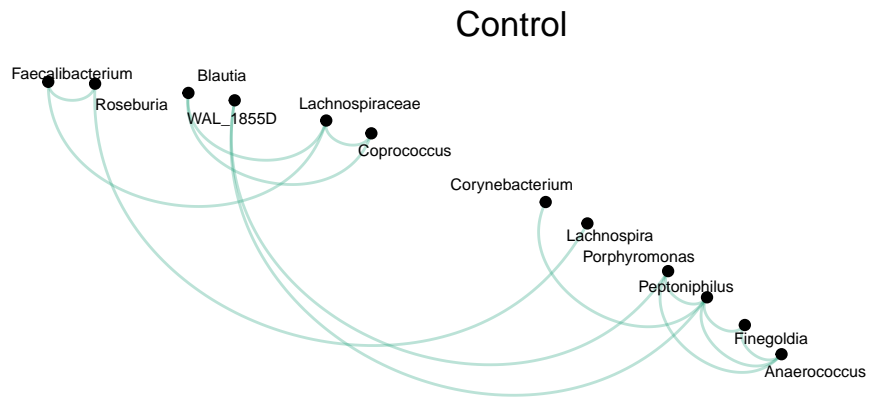 Control
Faecalibacterium
Blautia
Roseburia
WAL_1855D
Lachnospiraceae
Coprococcus
Corynebacterium
Lachnospira
Porphyromonas
Peptoniphilus
Finegoldia
Anaerococcus